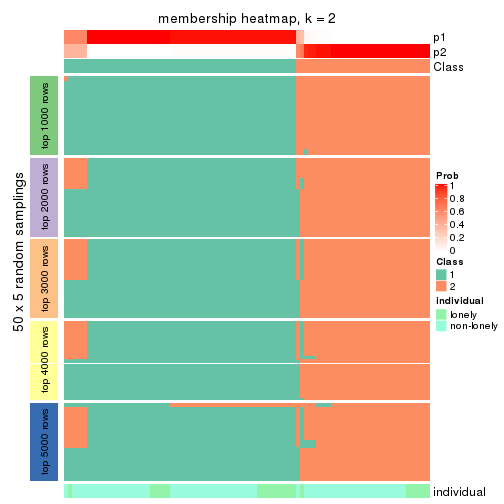 membership heatmap, k = 2
p1
p2
Class
50 x 5 random samplings
top 1000 rows
top 2000 rows
top 3000 rows
top 4000 rows
top 5000 rows
individual
Prob
1
0.8
0.6
0.4
0.2
0
Class
1
2
individual
lonely
non-lonely